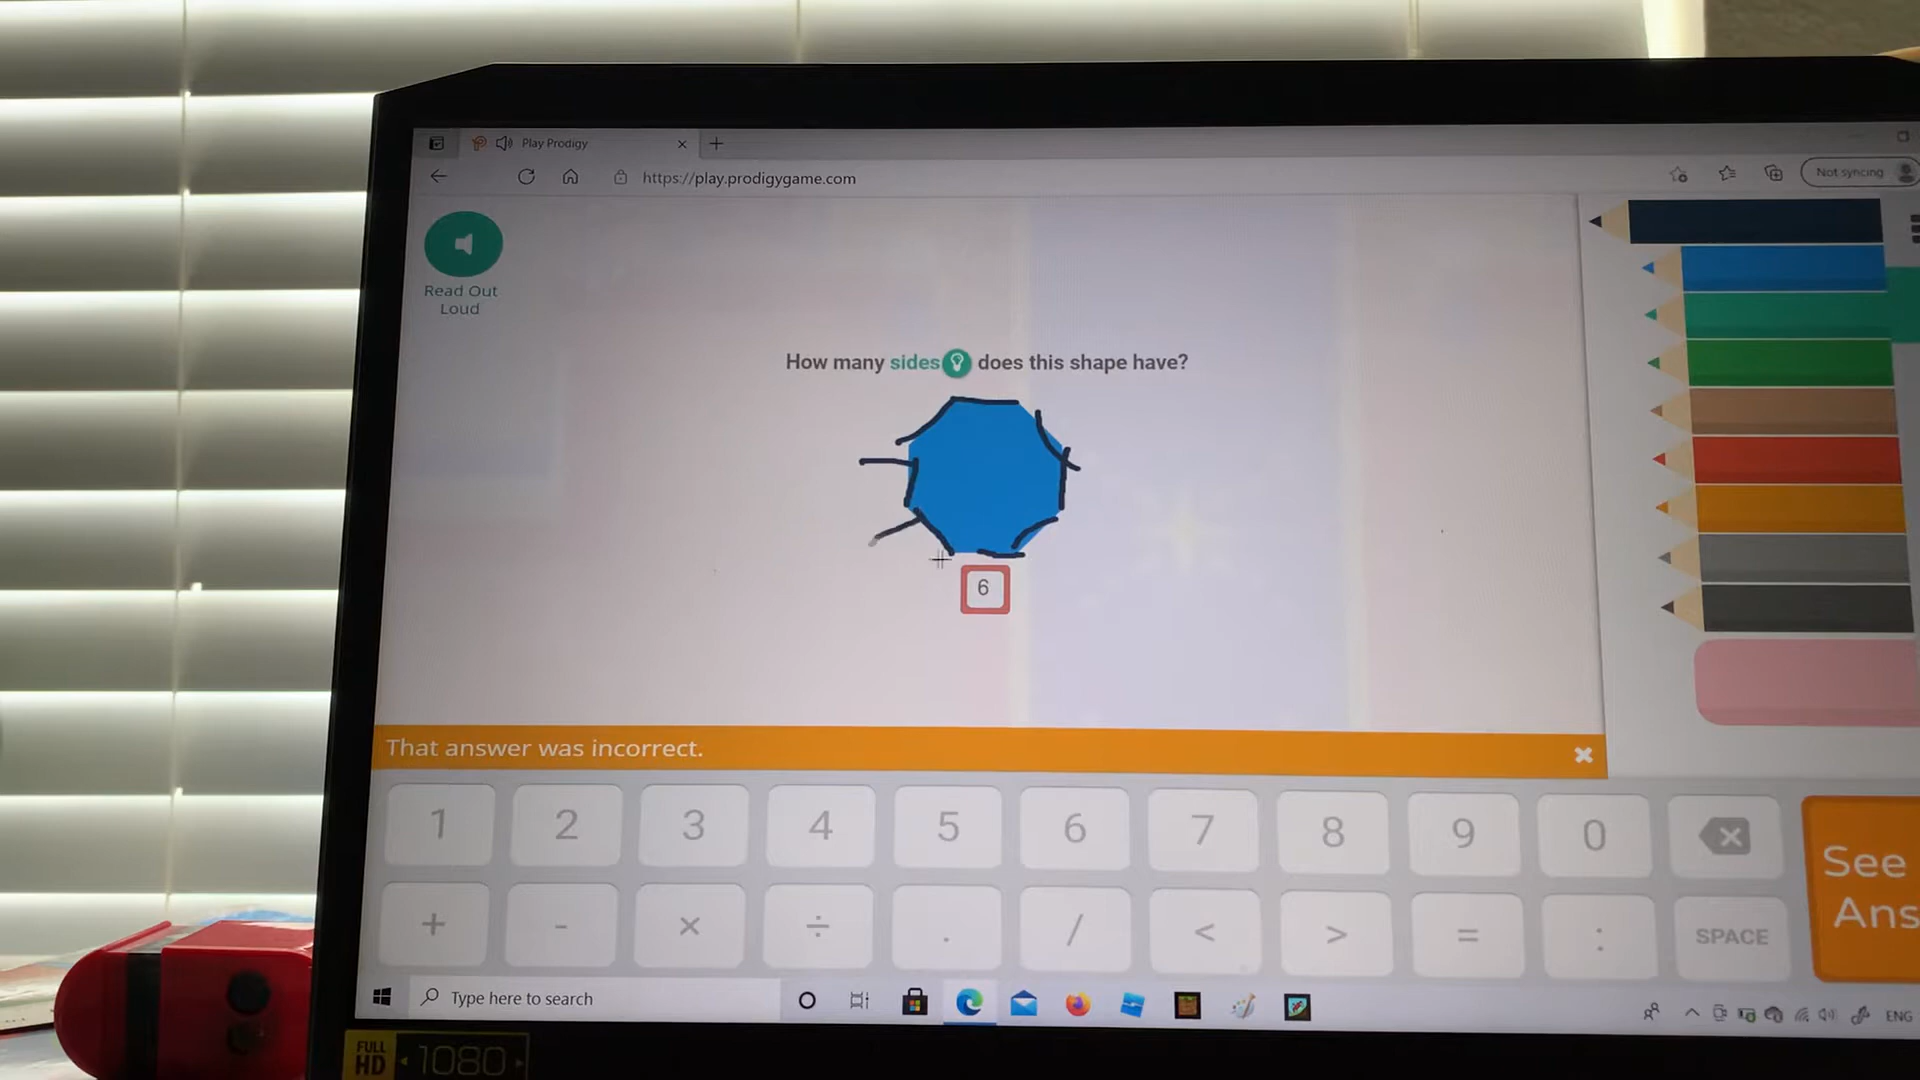 Play Prodigy
https://play.prodigygame.com
Not syncing
Read Out
Loud
How many sides does this shape have?
6
That answer was incorrect.
1 2 3 4 5 6 7 8 9 0
See
Ans
+ - × ÷ . / < > = : SPACE
Type here to search
ENG
FULL
HD
1080